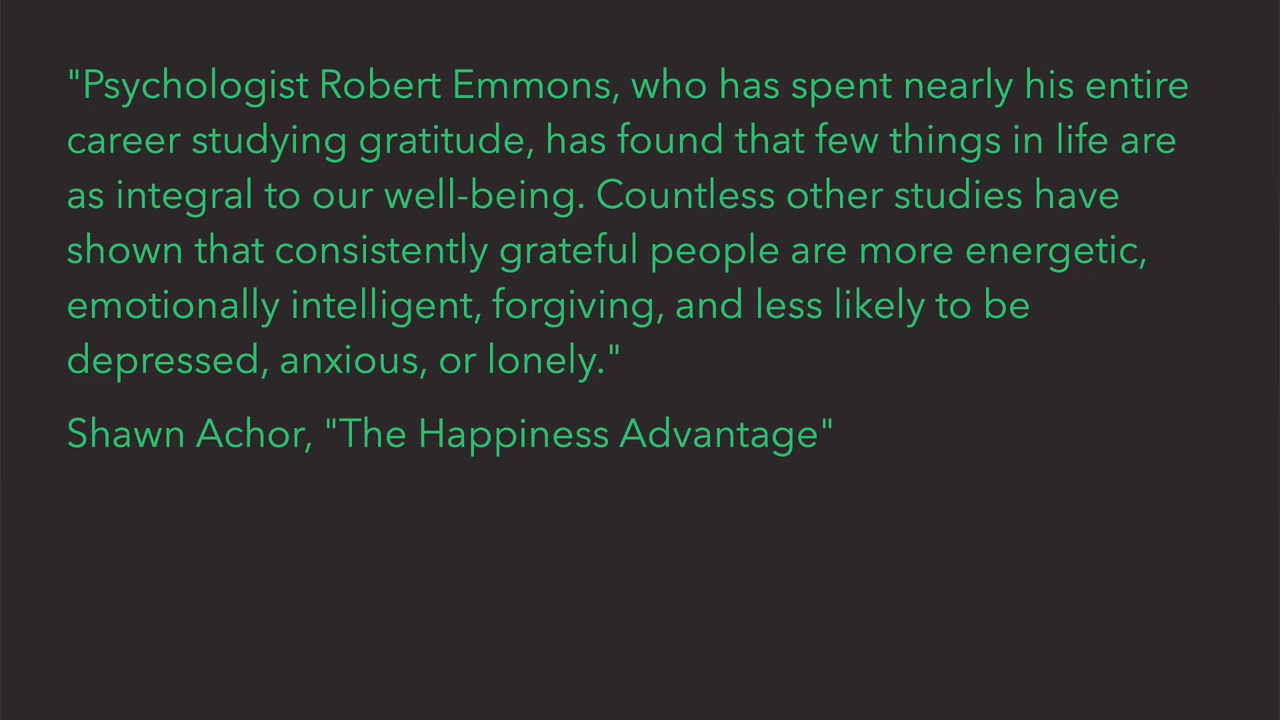 "Psychologist Robert Emmons, who has spent nearly his entire
career studying gratitude, has found that few things in life are
as integral to our well-being. Countless other studies have
shown that consistently grateful people are more energetic,
emotionally intelligent, forgiving, and less likely to be
depressed, anxious, or lonely."
Shawn Achor, "The Happiness Advantage"